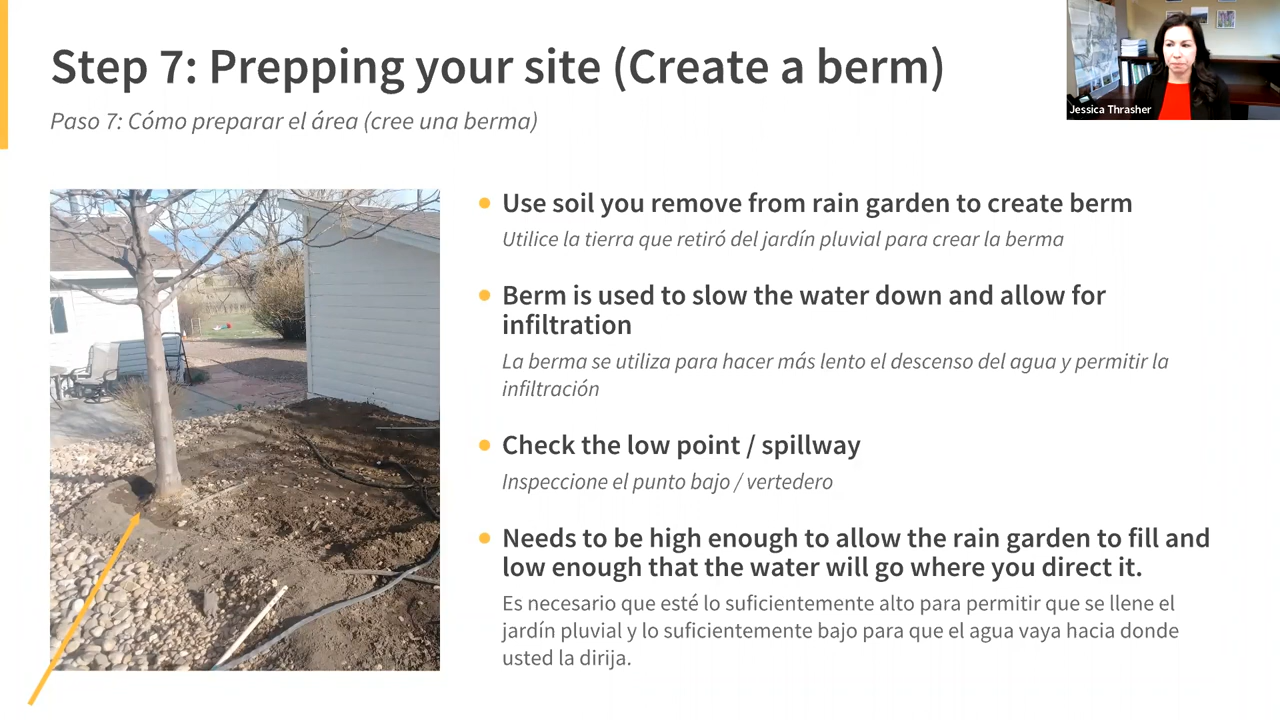 Step 7: Prepping your site (Create a berm)
Paso 7: Cómo preparar el área (cree una berma)
Jessica Thrasher
Use soil you remove from rain garden to create berm
Utilice la tierra que retiró del jardín pluvial para crear la berma
Berm is used to slow the water down and allow for
infiltration
La berma se utiliza para hacer más lento el descenso del agua y permitir la
infiltración
Check the low point / spillway
Inspeccione el punto bajo / vertedero
Needs to be high enough to allow the rain garden to fill and
low enough that the water will go where you direct it.
Es necesario que esté lo suficientemente alto para permitir que se llene el
jardín pluvial y lo suficientemente bajo para que el agua vaya hacia donde
usted la dirija.